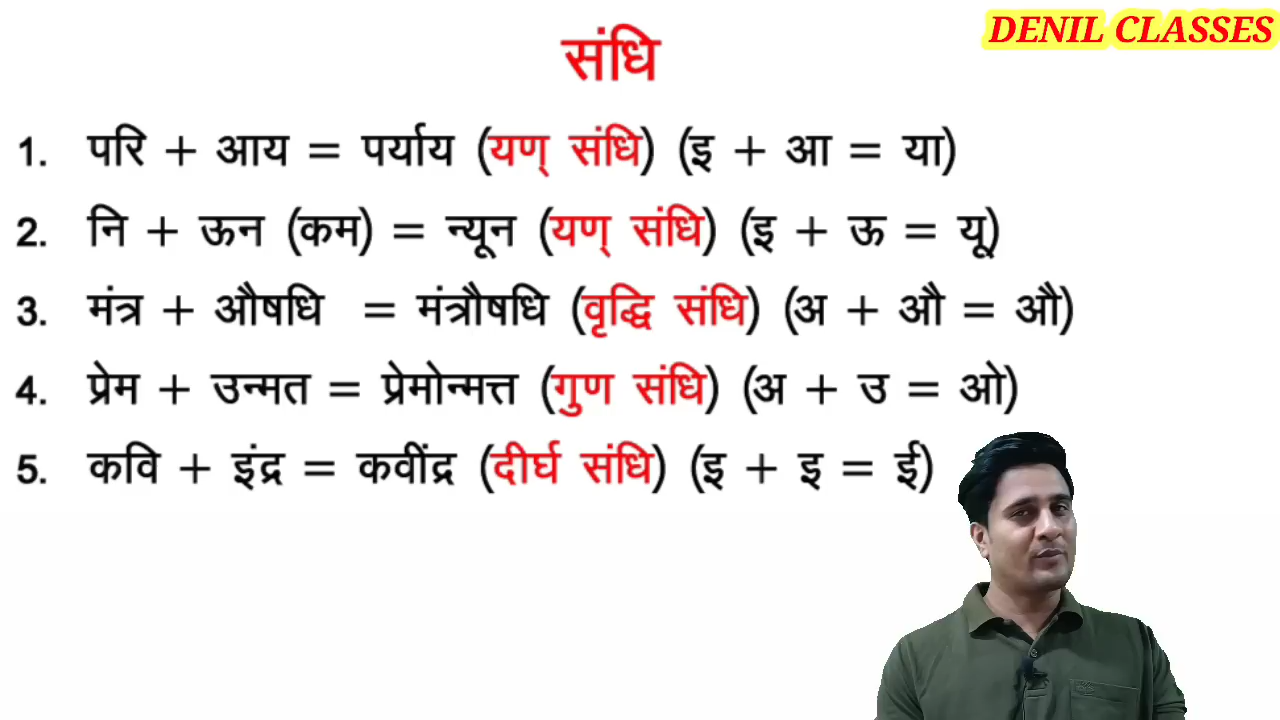 DENIL CLASSES
संधि
1. परि + आय = पर्याय (यण् संधि) (इ + आ = या)
2. नि + ऊन (कम) = न्यून (यण् संधि) (इ + ऊ = यू)
3. मंत्र + औषधि = मंत्रौषधि (वृद्धि संधि) (अ + औ = औ)
4. प्रेम + उन्मत = प्रेमोन्मत्त (गुण संधि) (अ + उ = ओ)
5. कवि + इंद्र = कवींद्र (दीर्घ संधि) (इ + इ = ई)